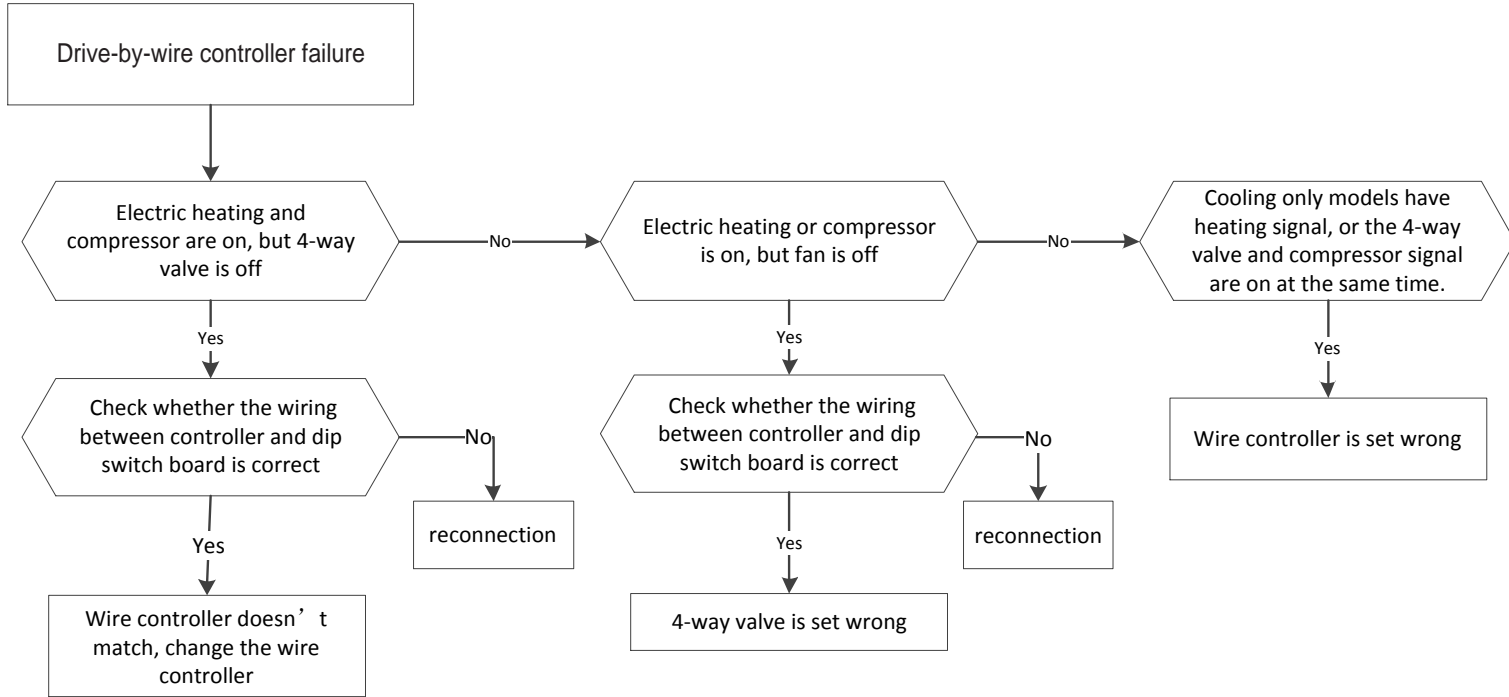 Drive-by-wire controller failure
Electric heating and
compressor are on, but 4-way
valve is off
No
Electric heating or compressor
is on, but fan is off
No
Cooling only models have
heating signal, or the 4-way
valve and compressor signal
are on at the same time.
Yes
Yes
Yes
Check whether the wiring
between controller and dip
switch board is correct
No
reconnection
Check whether the wiring
between controller and dip
switch board is correct
No
reconnection
Wire controller is set wrong
Yes
Yes
Wire controller doesn’t
match, change the wire
controller
4-way valve is set wrong